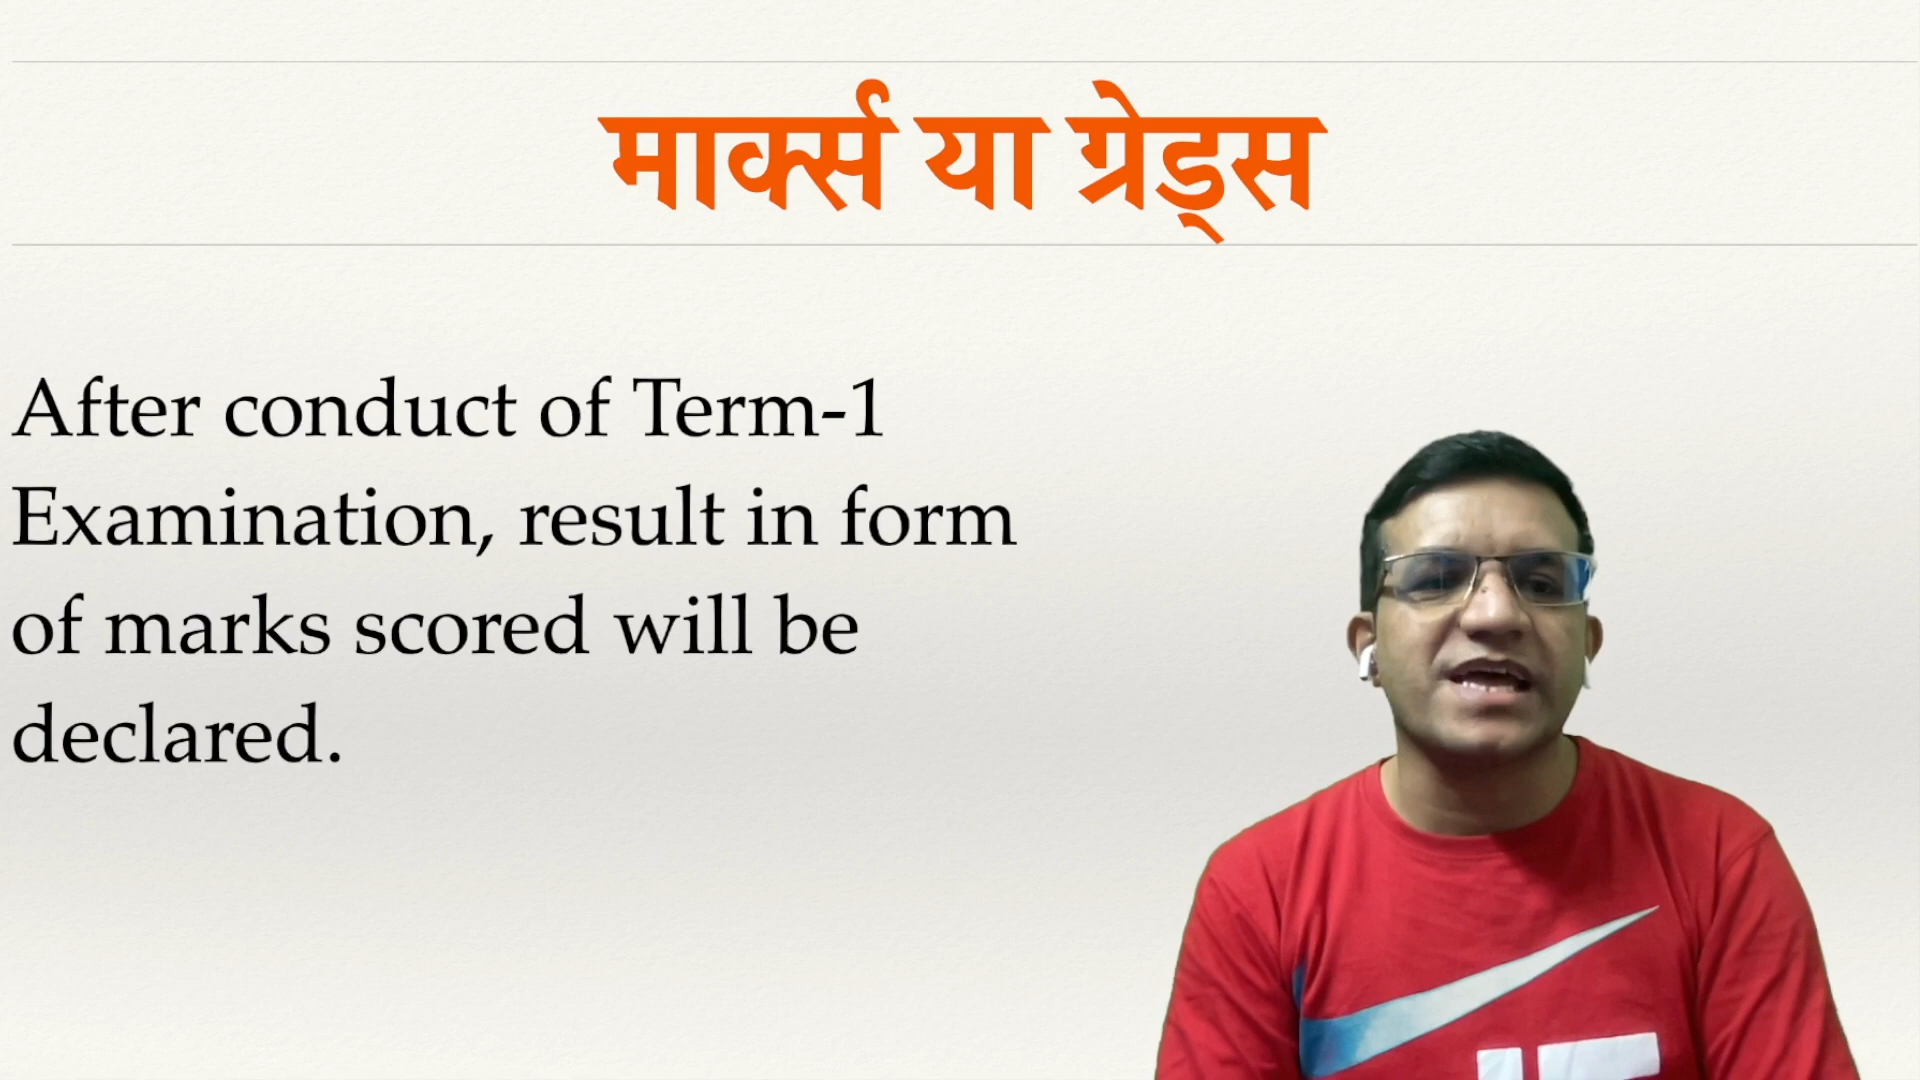 मार्क्स या ग्रेड्स
After conduct of Term-1
Examination, result in form
of marks scored will be
declared.